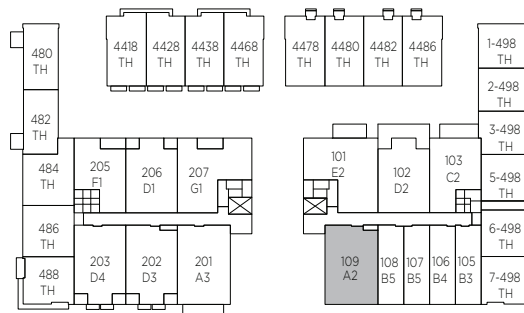 480
TH
482
TH
484
TH
486
TH
488
TH
4418
TH
4428
TH
4438
TH
4468
TH
4478
TH
4480
TH
4482
TH
4486
TH
1-498
TH
2-498
TH
3-498
TH
5-498
TH
6-498
TH
7-498
TH
205
F1
206
D1
207
G1
203
D4
202
D3
201
A3
101
E2
102
D2
103
C2
109
A2
108
B5
107
B5
106
B4
105
B3